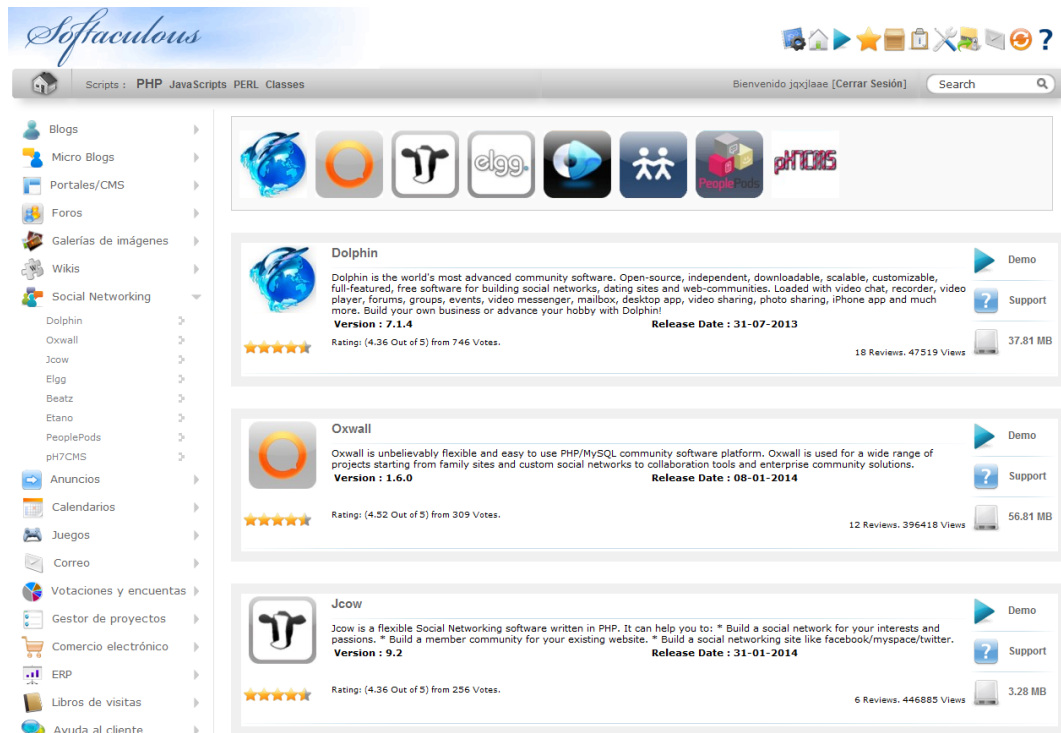 Softaculous
?
Scripts : PHP JavaScripts PERL Classes
Bienvenido jqxjlaae [Cerrar Sesión]
Search
Blogs
Micro Blogs
Portales/CMS
Foros
Galerías de imágenes
Wikis
Social Networking
Dolphin
Oxwall
Jcow
Elgg
Beatz
Etano
PeoplePods
pH7CMS
Anuncios
Calendarios
Juegos
Correo
Votaciones y encuentas
Gestor de proyectos
Comercio electrónico
ERP
Libros de visitas
Ayuda al cliente
elgg.
PeoplePods
pH7CMS
Dolphin
Dolphin is the world's most advanced community software. Open-source, independent, downloadable, scalable, customizable,
full-featured, free software for building social networks, dating sites and web-communities. Loaded with video chat, recorder, video
player, forums, groups, events, video messenger, mailbox, desktop app, video sharing, photo sharing, iPhone app and much
more. Build your own business or advance your hobby with Dolphin!
Version : 7.1.4 Release Date : 31-07-2013
Rating: (4.36 Out of 5) from 746 Votes.
18 Reviews. 47519 Views
Demo
? Support
37.81 MB
Oxwall
Oxwall is unbelievably flexible and easy to use PHP/MySQL community software platform. Oxwall is used for a wide range of
projects starting from family sites and custom social networks to collaboration tools and enterprise community solutions.
Version : 1.6.0 Release Date : 08-01-2014
Rating: (4.52 Out of 5) from 309 Votes.
12 Reviews. 396418 Views
Demo
? Support
56.81 MB
Jcow
Jcow is a flexible Social Networking software written in PHP. It can help you to: * Build a social network for your interests and
passions. * Build a member community for your existing website. * Build a social networking site like facebook/myspace/twitter.
Version : 9.2 Release Date : 31-01-2014
Rating: (4.36 Out of 5) from 256 Votes.
6 Reviews. 446885 Views
Demo
? Support
3.28 MB